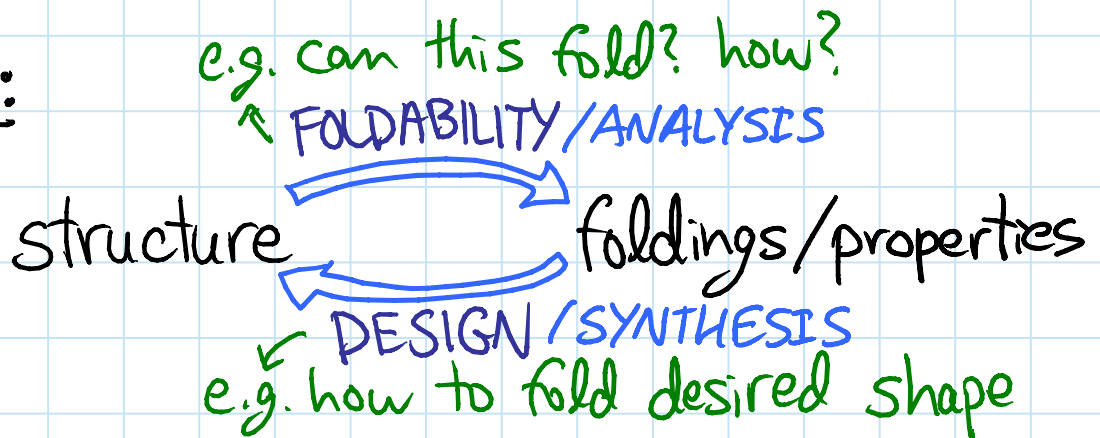 e.g. can this fold? how?
FOLDABILITY/ANALYSIS
structure
foldings/properties
DESIGN/SYNTHESIS
e.g. how to fold desired shape